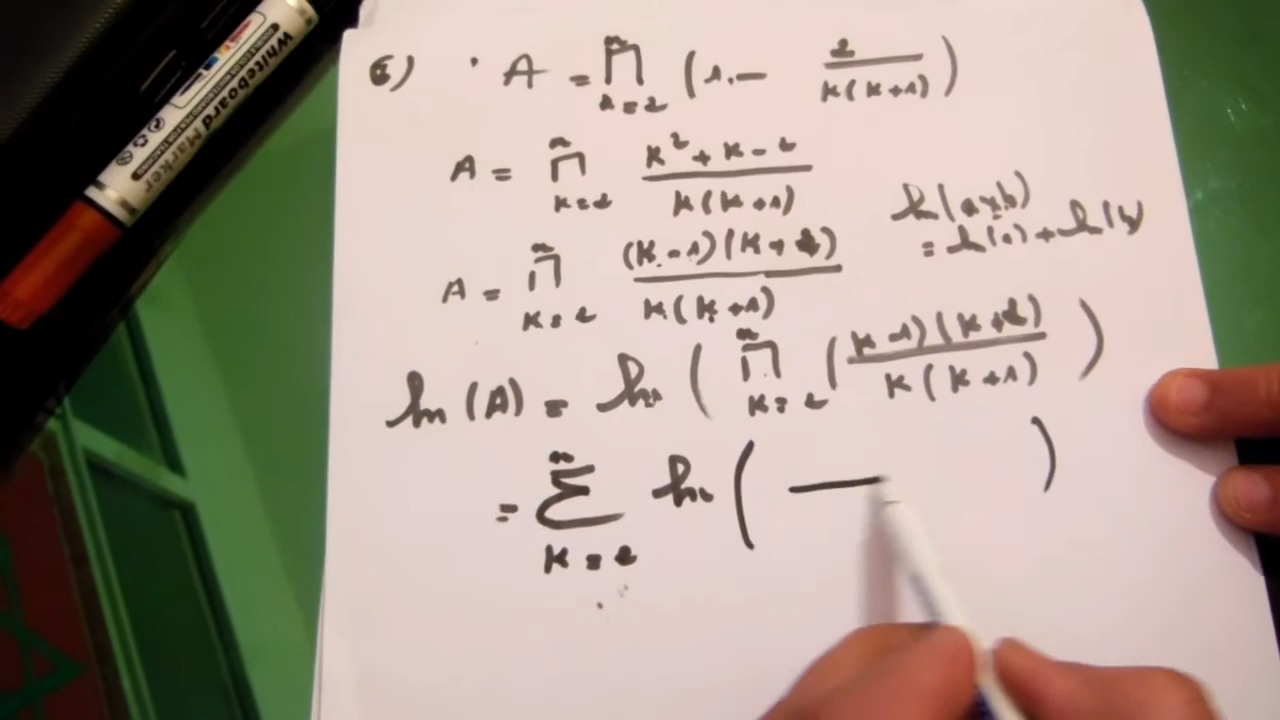 6) A = ∏_{k=2}^{n} (1 - 2/(k(k+1)))
A = ∏_{k=2}^{n} (k²+k-2)/(k(k+1))
A = ∏_{k=2}^{n} ((k-1)(k+2))/(k(k+1))
ln(a×b)
= ln(a) + ln(b)
ln(A) = ln( ∏_{k=2}^{n} ( ((k-1)(k+2))/(k(k+1)) )
= Σ_{k=2}^{n} ln( )
Whiteboard Marker